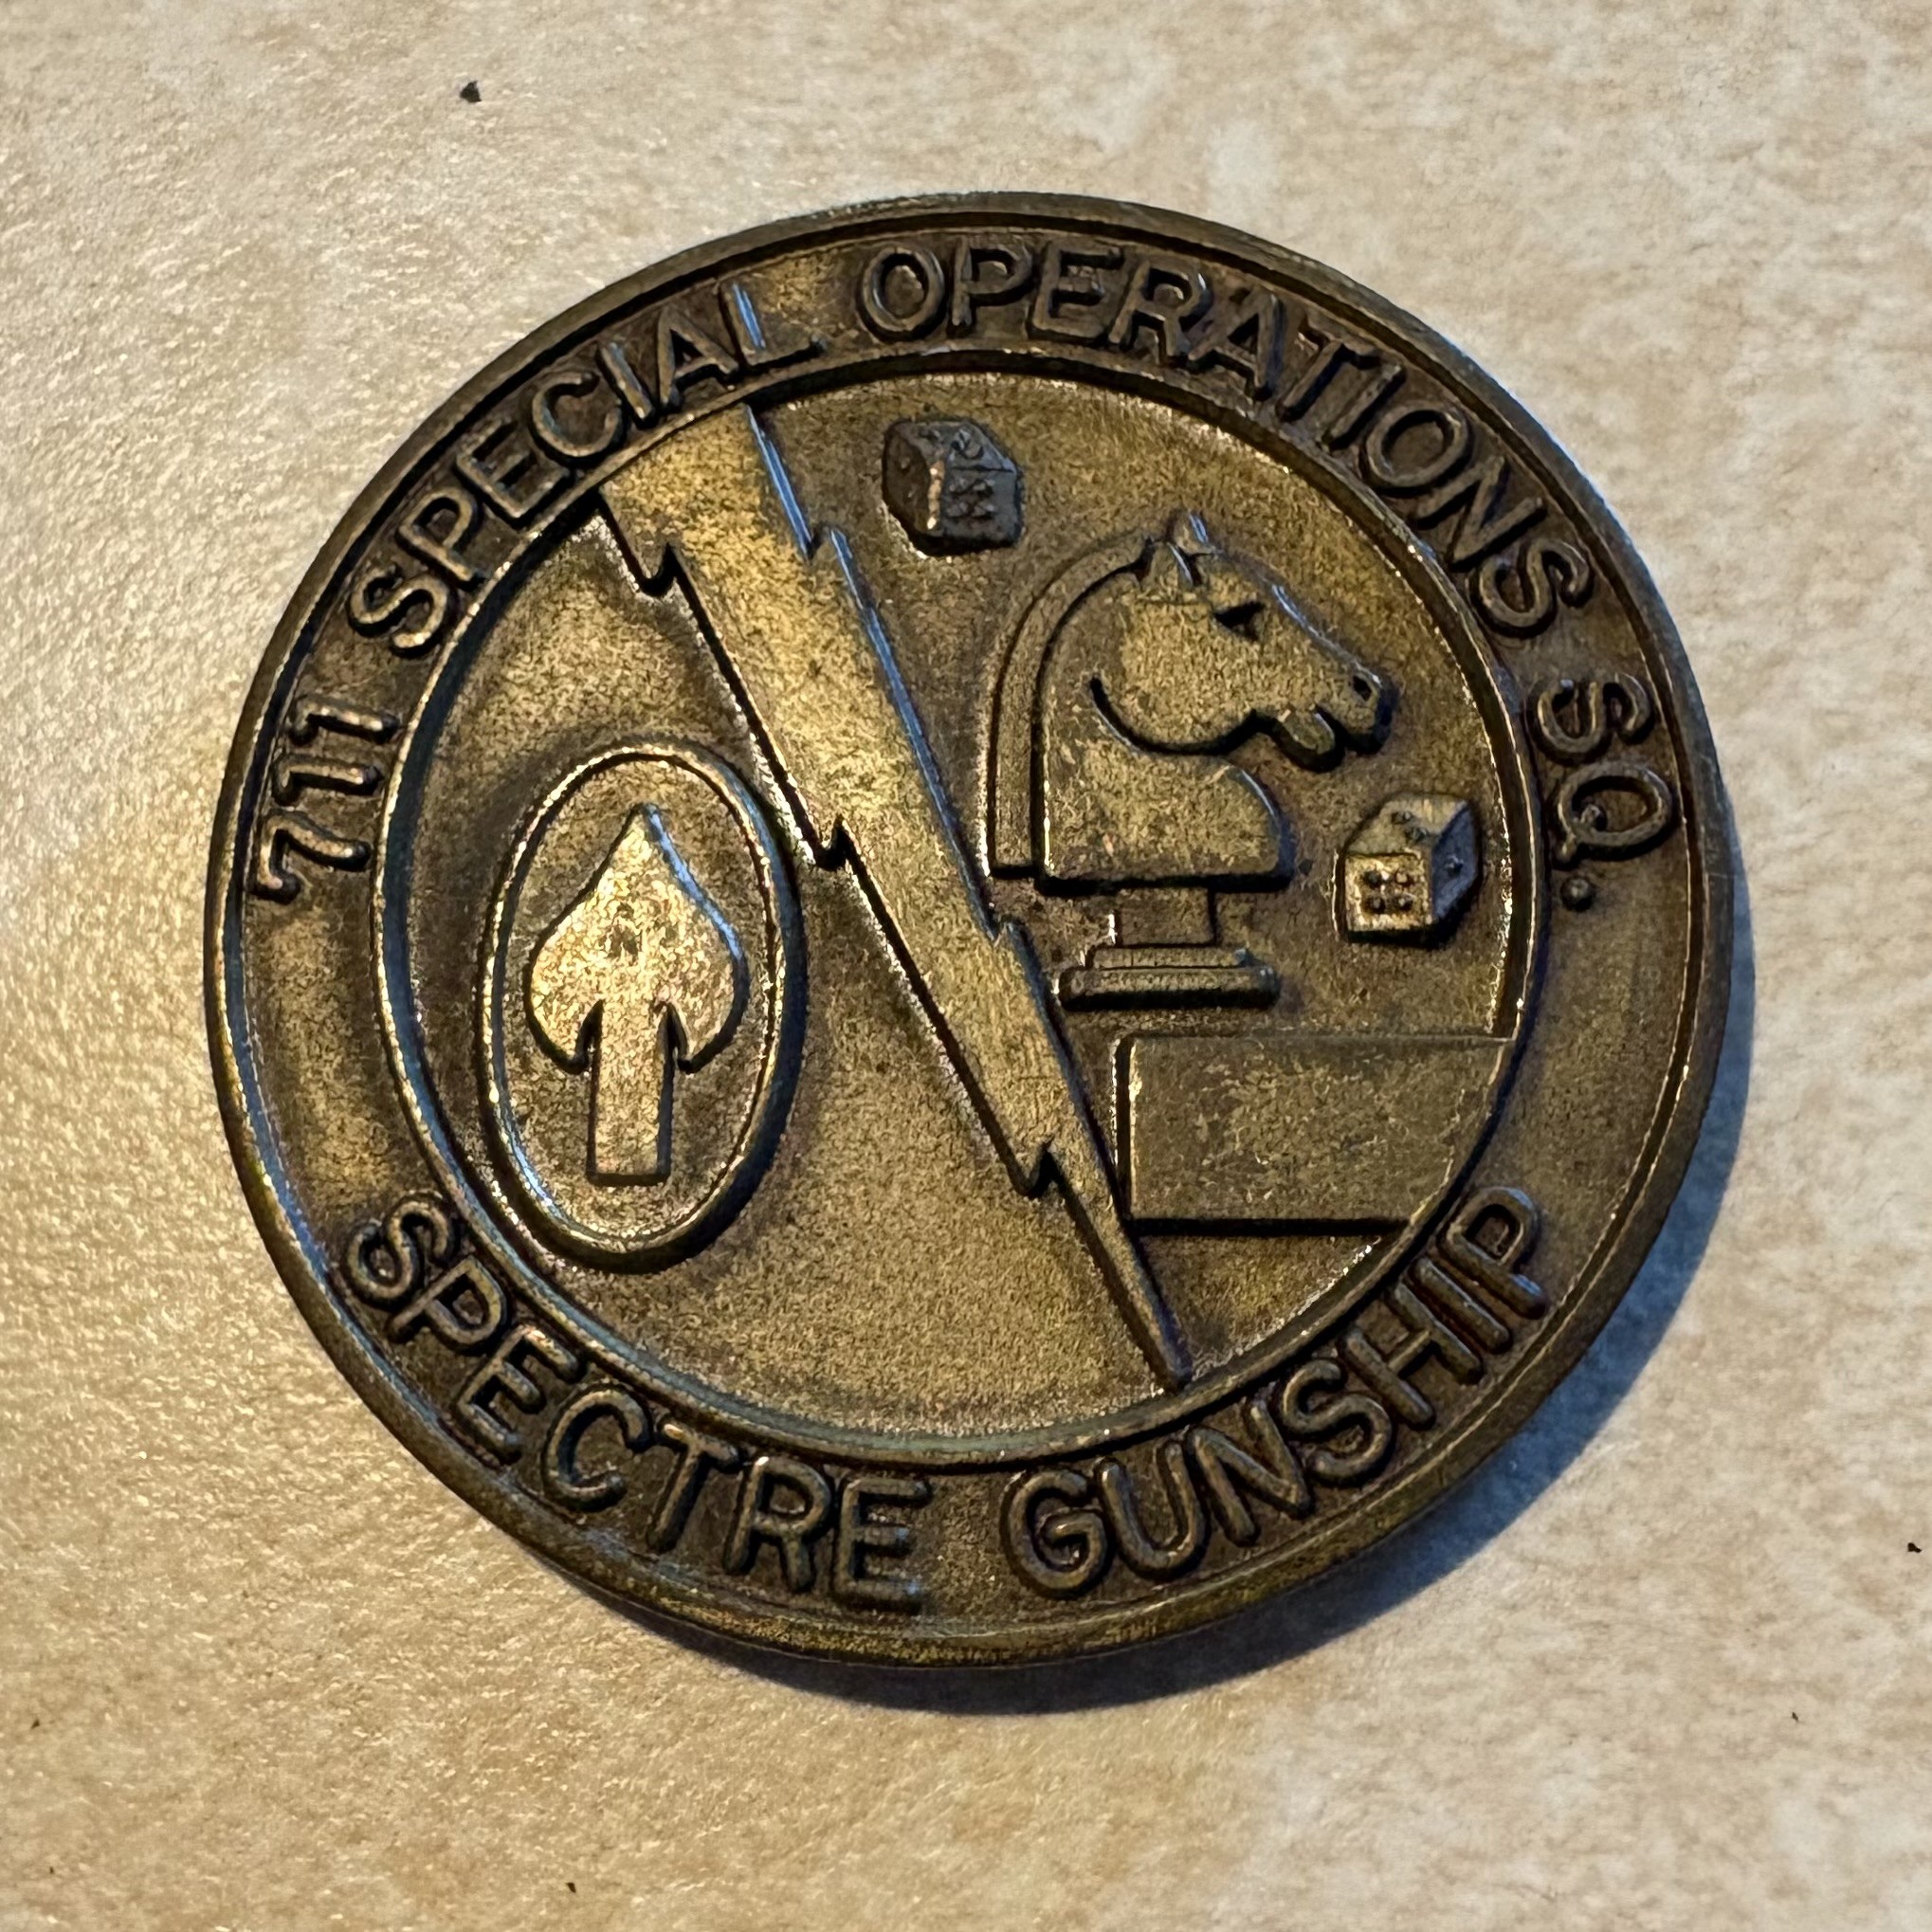 711 SPECIAL OPERATIONS SQ.
SPECTRE GUNSHIP